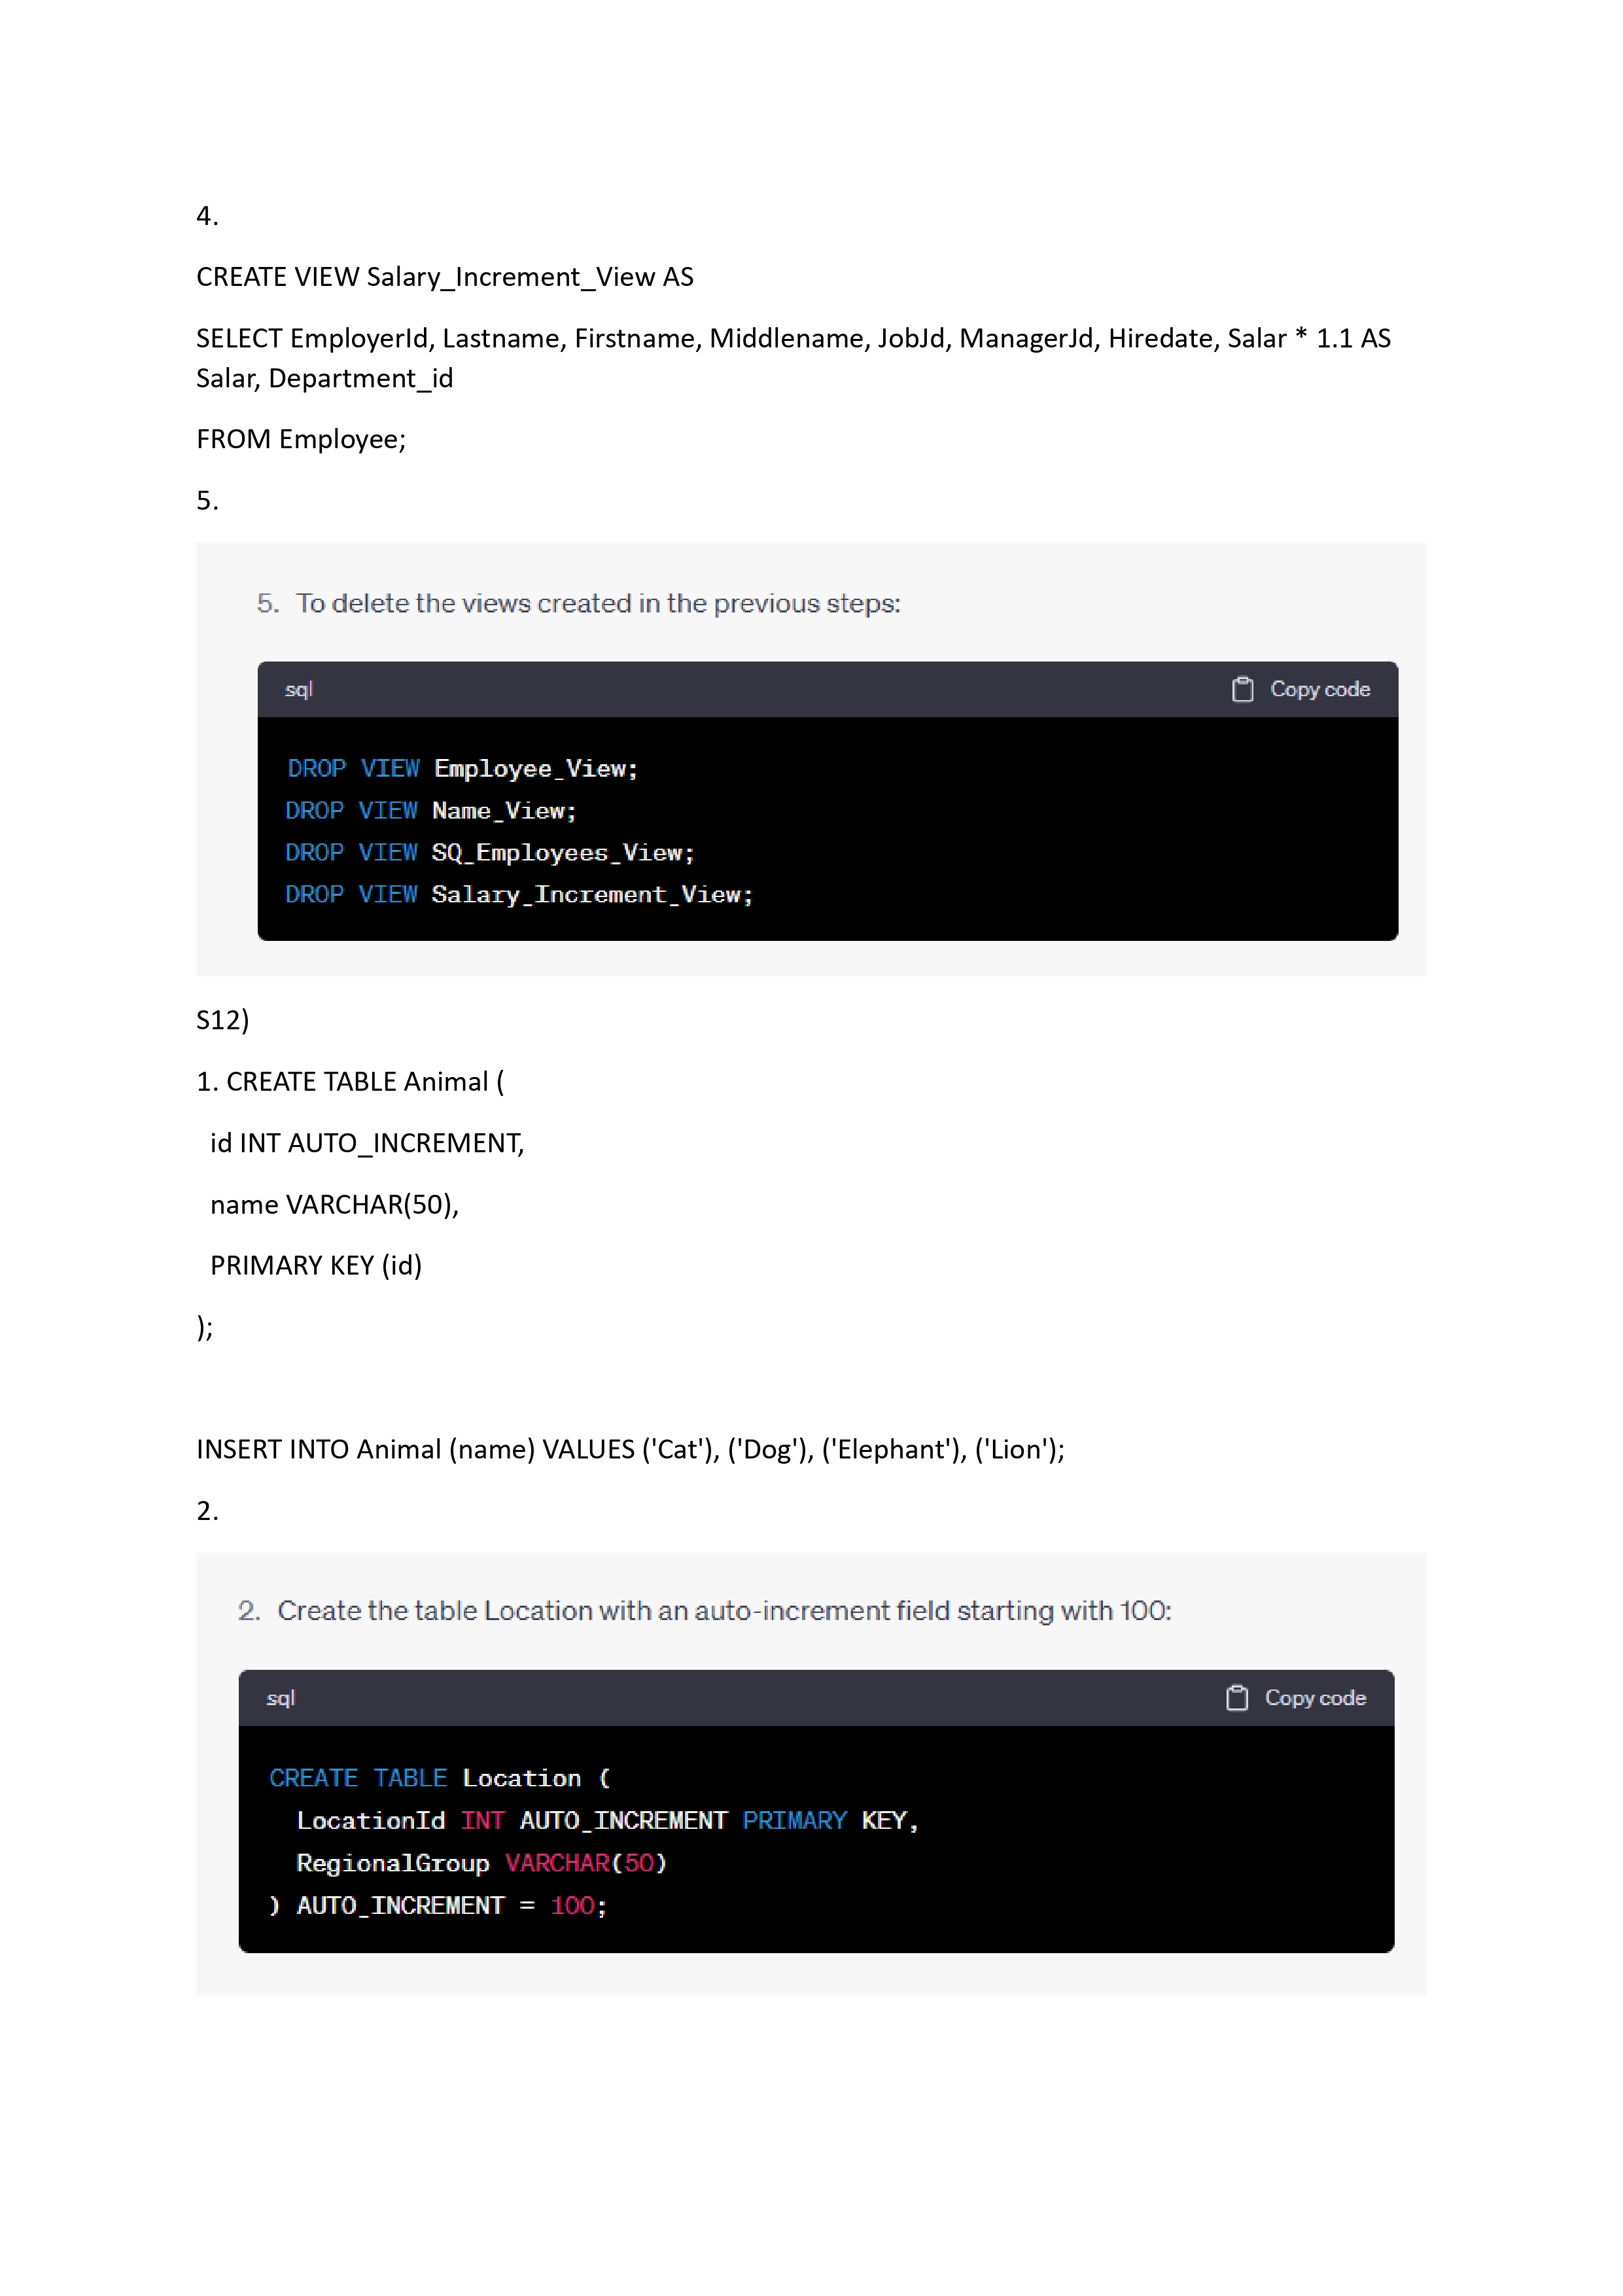 4.
CREATE VIEW Salary_Increment_View AS
SELECT EmployerId, Lastname, Firstname, Middlename, JobJd, ManagerJd, Hiredate, Salar * 1.1 AS
Salar, Department_id
FROM Employee;
5.
5. To delete the views created in the previous steps:
sql Copy code
DROP VIEW Employee_View;
DROP VIEW Name_View;
DROP VIEW SQ_Employees_View;
DROP VIEW Salary_Increment_View;
S12)
1. CREATE TABLE Animal (
id INT AUTO_INCREMENT,
name VARCHAR(50),
PRIMARY KEY (id)
);
INSERT INTO Animal (name) VALUES ('Cat'), ('Dog'), ('Elephant'), ('Lion');
2.
2. Create the table Location with an auto-increment field starting with 100:
sql Copy code
CREATE TABLE Location (
LocationId INT AUTO_INCREMENT PRIMARY KEY,
RegionalGroup VARCHAR(50)
) AUTO_INCREMENT = 100;